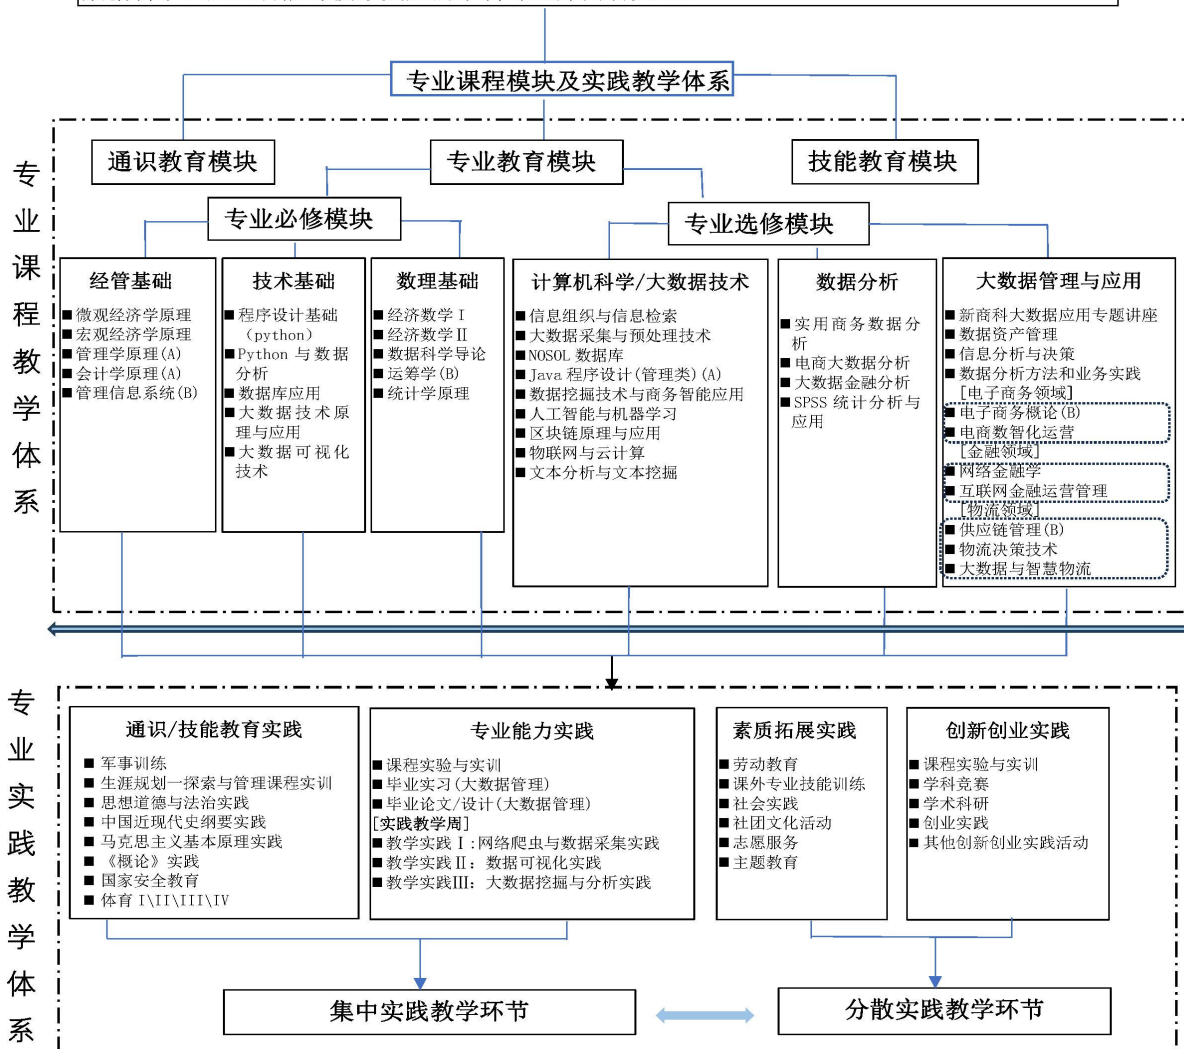 专业课程模块及实践教学体系
专业课程教学体系
通识教育模块
专业教育模块
技能教育模块
专业必修模块
专业选修模块
经管基础
■微观经济学原理
■宏观经济学原理
■管理学原理(A)
■会计学原理(A)
■管理信息系统(B)
技术基础
■程序设计基础
（python）
■Python 与数据
分析
■数据库应用
■大数据技术原
理与应用
■大数据可视化
技术
数理基础
■经济数学Ⅰ
■经济数学Ⅱ
■数据科学导论
■运筹学(B)
■统计学原理
计算机科学/大数据技术
■信息组织与信息检索
■大数据采集与预处理技术
■NOSOL 数据库
■Java 程序设计(管理类)(A)
■数据挖掘技术与商务智能应用
■人工智能与机器学习
■区块链原理与应用
■物联网与云计算
■文本分析与文本挖掘
数据分析
■实用商务数据分
析
■电商大数据分析
■大数据金融分析
■SPSS 统计分析与
应用
大数据管理与应用
■新商科大数据应用专题讲座
■数据资产管理
■信息分析与决策
■数据分析方法和业务实践
[电子商务领域]
■电子商务概论(B)
■电商数智化运营
[金融领域]
■网络金融学
■互联网金融运营管理
[物流领域]
■供应链管理(B)
■物流决策技术
■大数据与智慧物流
专业实践教学体系
通识/技能教育实践
■ 军事训练
■ 生涯规划—探索与管理课程实训
■ 思想道德与法治实践
■ 中国近现代史纲要实践
■ 马克思主义基本原理实践
■ 《概论》实践
■ 国家安全教育
■ 体育 I\II\III\IV
专业能力实践
■ 课程实验与实训
■ 毕业实习(大数据管理)
■ 毕业论文/设计(大数据管理)
[实践教学周]
■ 教学实践Ⅰ:网络爬虫与数据采集实践
■ 教学实践Ⅱ：数据可视化实践
■ 教学实践Ⅲ：大数据挖掘与分析实践
素质拓展实践
■ 劳动教育
■ 课外专业技能训练
■ 社会实践
■ 社团文化活动
■ 志愿服务
■ 主题教育
创新创业实践
■ 课程实验与实训
■ 学科竞赛
■ 学术科研
■ 创业实践
■ 其他创新创业实践活动
集中实践教学环节
分散实践教学环节